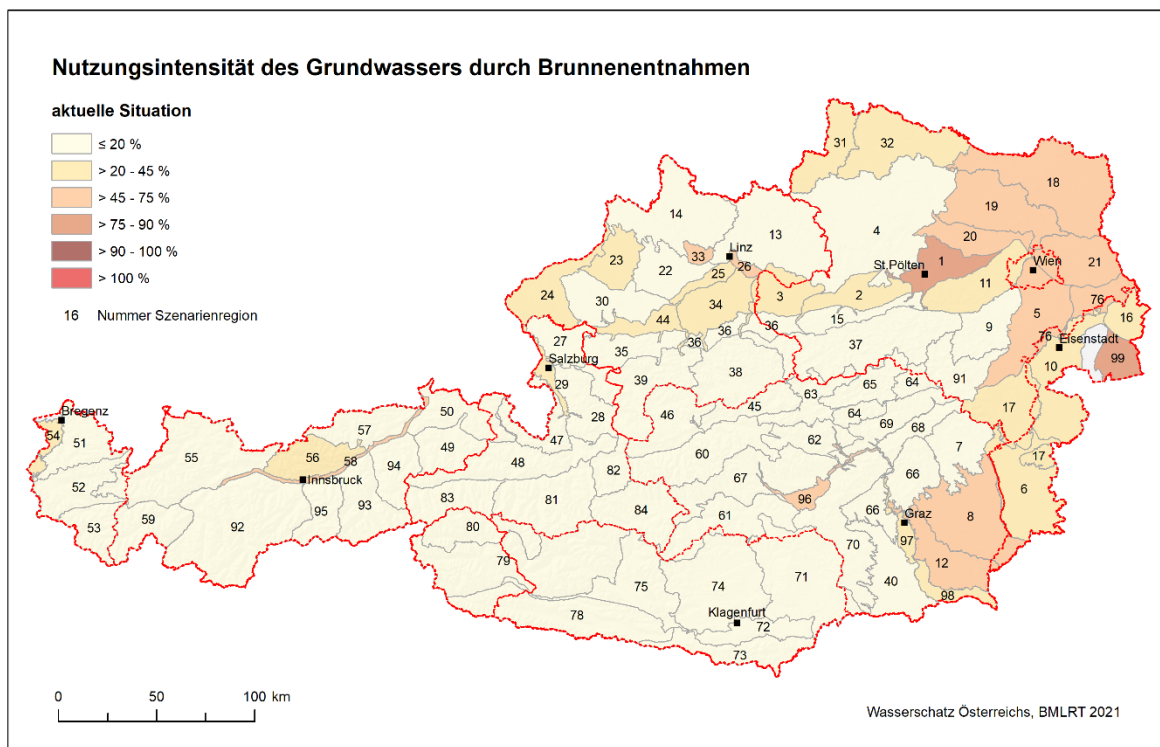 Nutzungsintensität des Grundwassers durch Brunnenentnahmen
aktuelle Situation
≤ 20 %
> 20 - 45 %
> 45 - 75 %
> 75 - 90 %
> 90 - 100 %
> 100 %
16 Nummer Szenarienregion
31 32
18
14 19
13 4 20
33 Linz 26 Wien 21
23 22 25 St.Pölten 1
24 30 34 3 2 11 76
44 36 36 15 5 16
27 35 36 37 9 76 Eisenstadt
Salzburg 39 38 10 99
29 65 64 91
28 46 45 63 17
Bregenz 50 64 69 68
54 51 57 47 62 7 17
55 56 58 49 48 60 66
Innsbruck 94 82 67 6
52 83 81 96 66 Graz 8
53 59 92 95 93 84 61 97
80 70 12
79 75 74 71 40 98
78 Klagenfurt 72
73
0 50 100 km
Wasserschatz Österreichs, BMLRT 2021